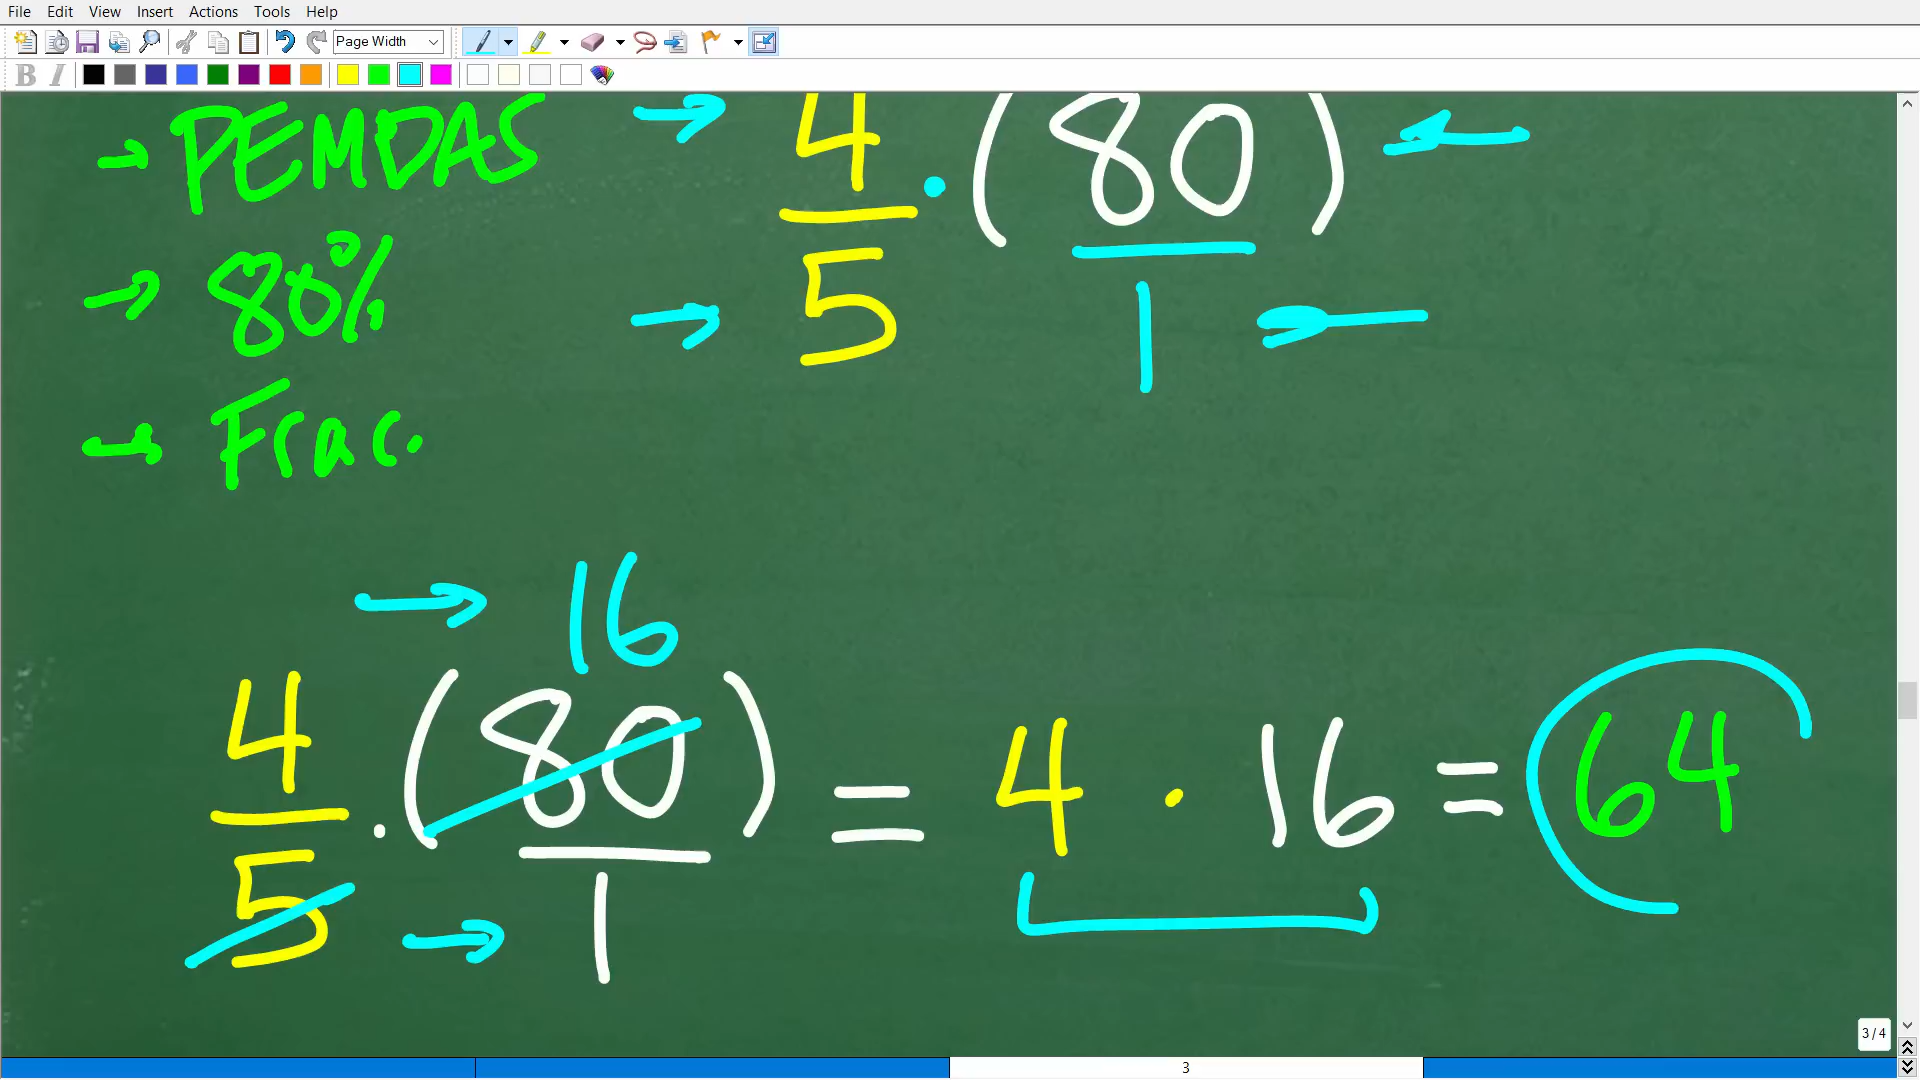 File Edit View Insert Actions Tools Help
Page Width
B I
→ PEMDAS → 4/5 · (80/1) ←
→ 80% → ←
→ Frac.
→ 16
4/5 · (80/1) = 4 · 16 = 64
→
3 / 4
3